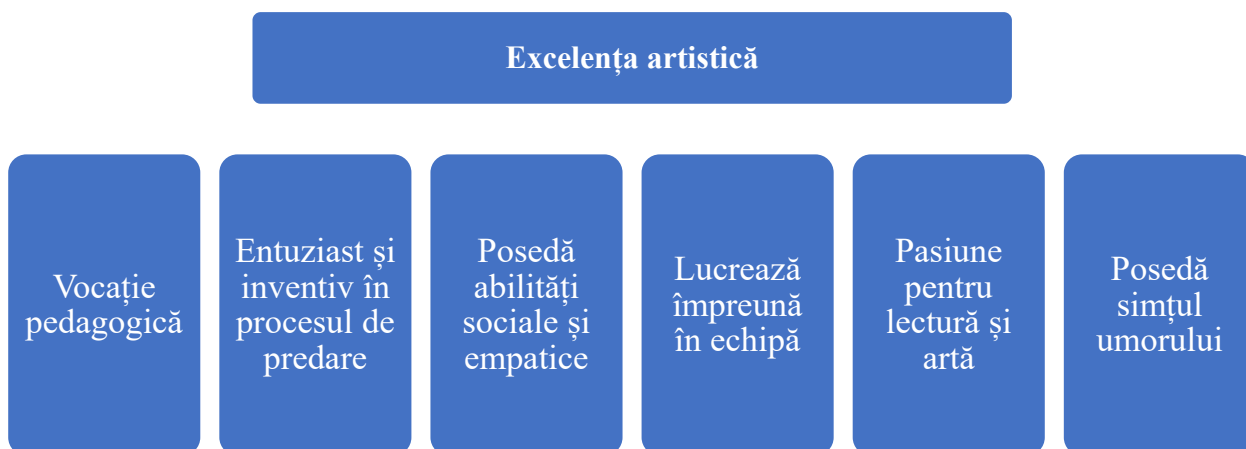 Excelența artistică
Vocație
pedagogică
Entuziast și
inventiv în
procesul de
predare
Posedă
abilități
sociale și
empatice
Lucrează
împreună
în echipă
Pasiune
pentru
lectură și
artă
Posedă
simțul
umorului